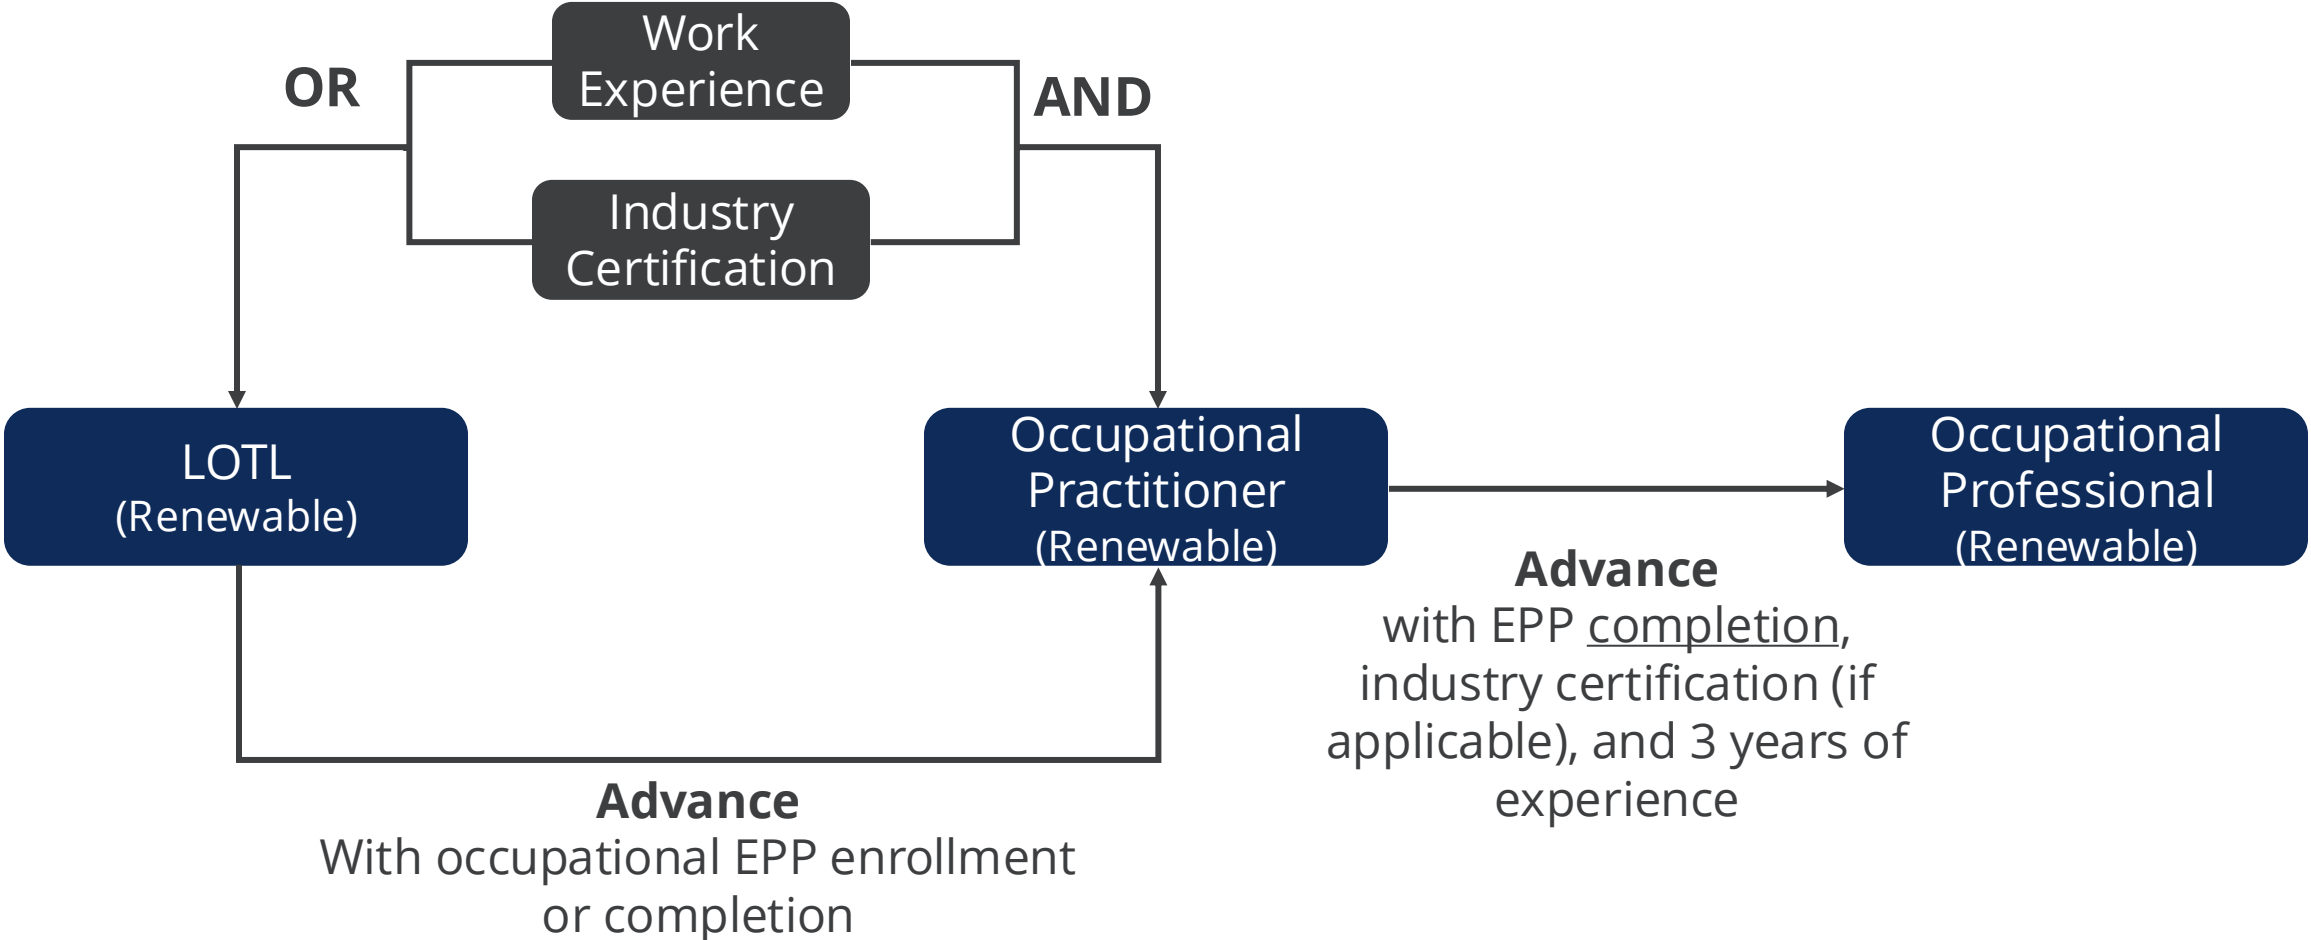 Work
Experience
OR
AND
Industry
Certification
LOTL
(Renewable)
Occupational
Practitioner
(Renewable)
Occupational
Professional
(Renewable)
Advance
with EPP completion,
industry certification (if
applicable), and 3 years of
experience
Advance
With occupational EPP enrollment
or completion